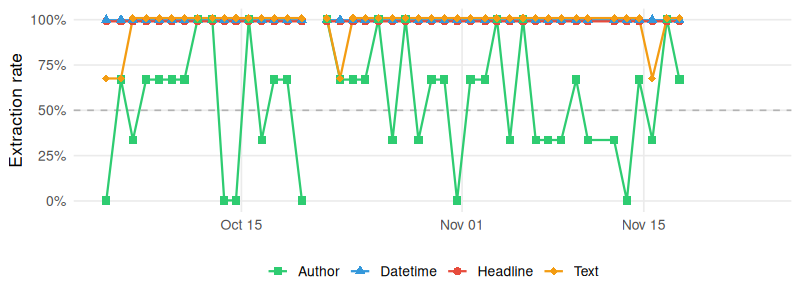 Extraction rate
100%
75%
50%
25%
0%
Oct 15 Nov 01 Nov 15
Author Datetime Headline Text